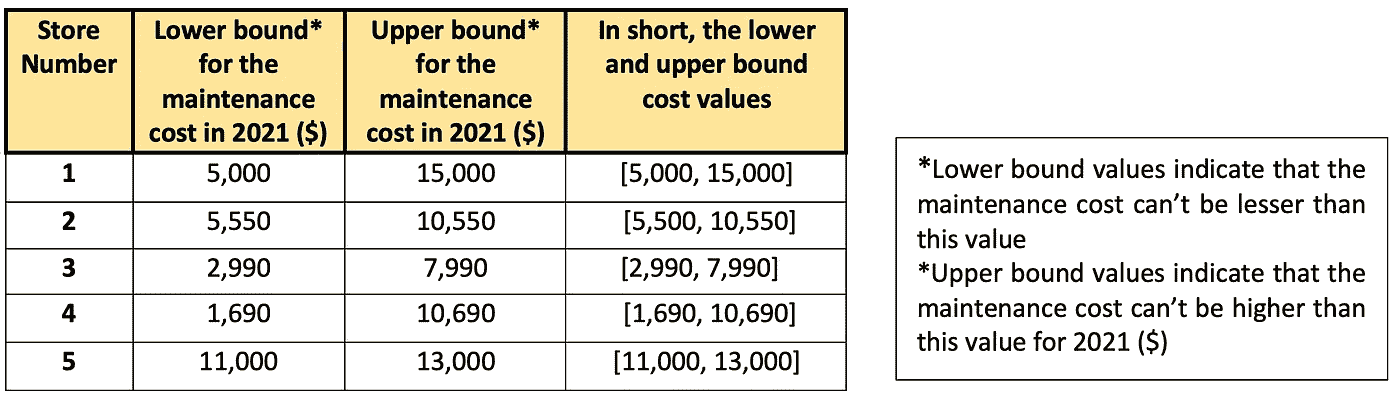 Store Number
Lower bound* for the maintenance cost in 2021 ($)
Upper bound* for the maintenance cost in 2021 ($)
In short, the lower and upper bound cost values
1 5,000 15,000 [5,000, 15,000]
2 5,550 10,550 [5,500, 10,550]
3 2,990 7,990 [2,990, 7,990]
4 1,690 10,690 [1,690, 10,690]
5 11,000 13,000 [11,000, 13,000]
*Lower bound values indicate that the
maintenance cost can't be lesser than
this value
*Upper bound values indicate that the
maintenance cost can't be higher than
this value for 2021 ($)